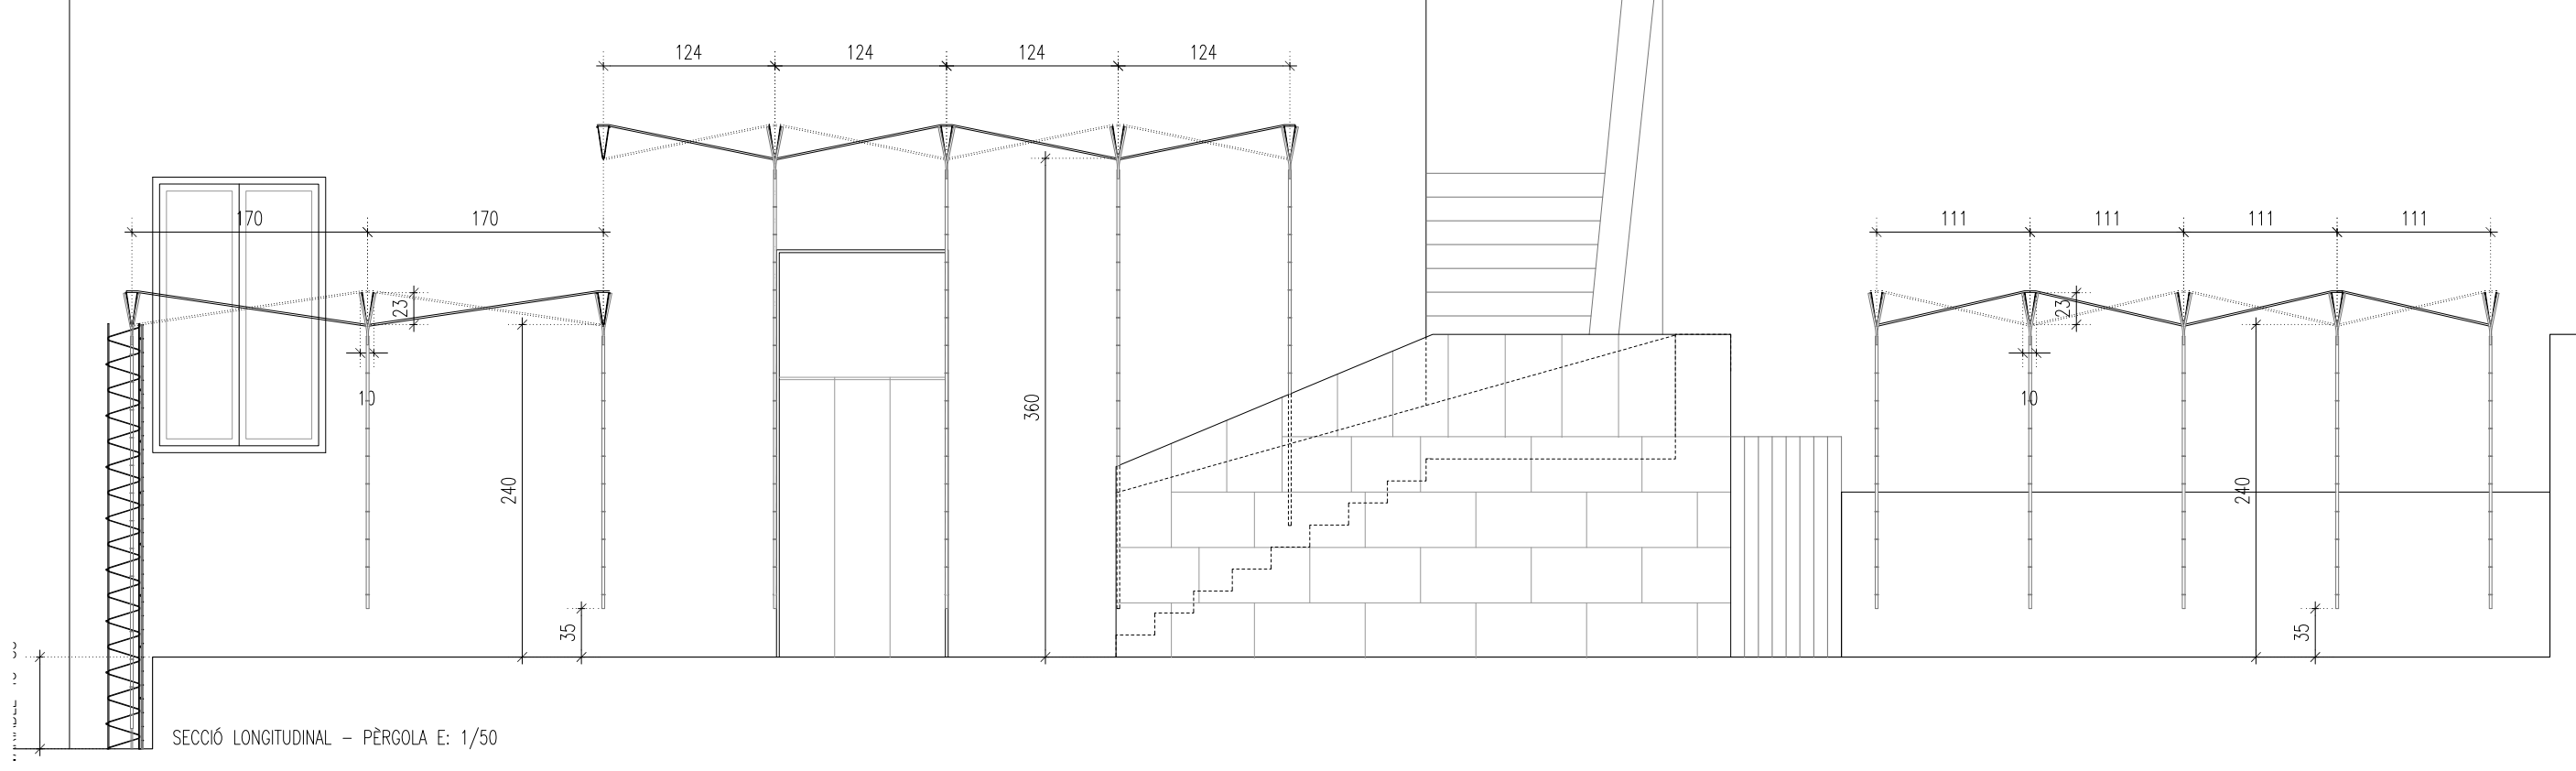 124 124 124 124
170 170 111 111 111 111
23 23
10 10
360
240 240
35 35
SECCIÓ LONGITUDINAL – PÈRGOLA E: 1/50